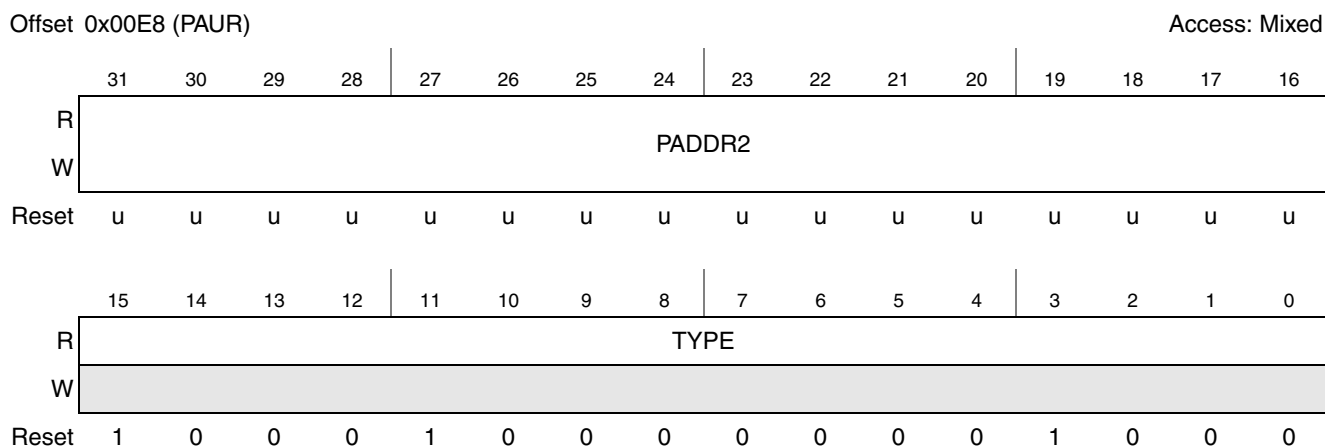 Offset 0x00E8 (PAUR) Access: Mixed
31 30 29 28 27 26 25 24 23 22 21 20 19 18 17 16
R
PADDR2
W
Reset u u u u u u u u u u u u u u u u
15 14 13 12 11 10 9 8 7 6 5 4 3 2 1 0
R TYPE
W
Reset 1 0 0 0 1 0 0 0 0 0 0 0 1 0 0 0